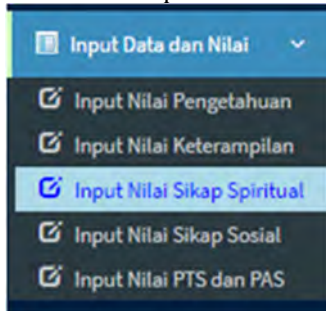 Input Data dan Nilai
Input Nilai Pengetahuan
Input Nilai Keterampilan
Input Nilai Sikap Spiritual
Input Nilai Sikap Sosial
Input Nilai PTS dan PAS